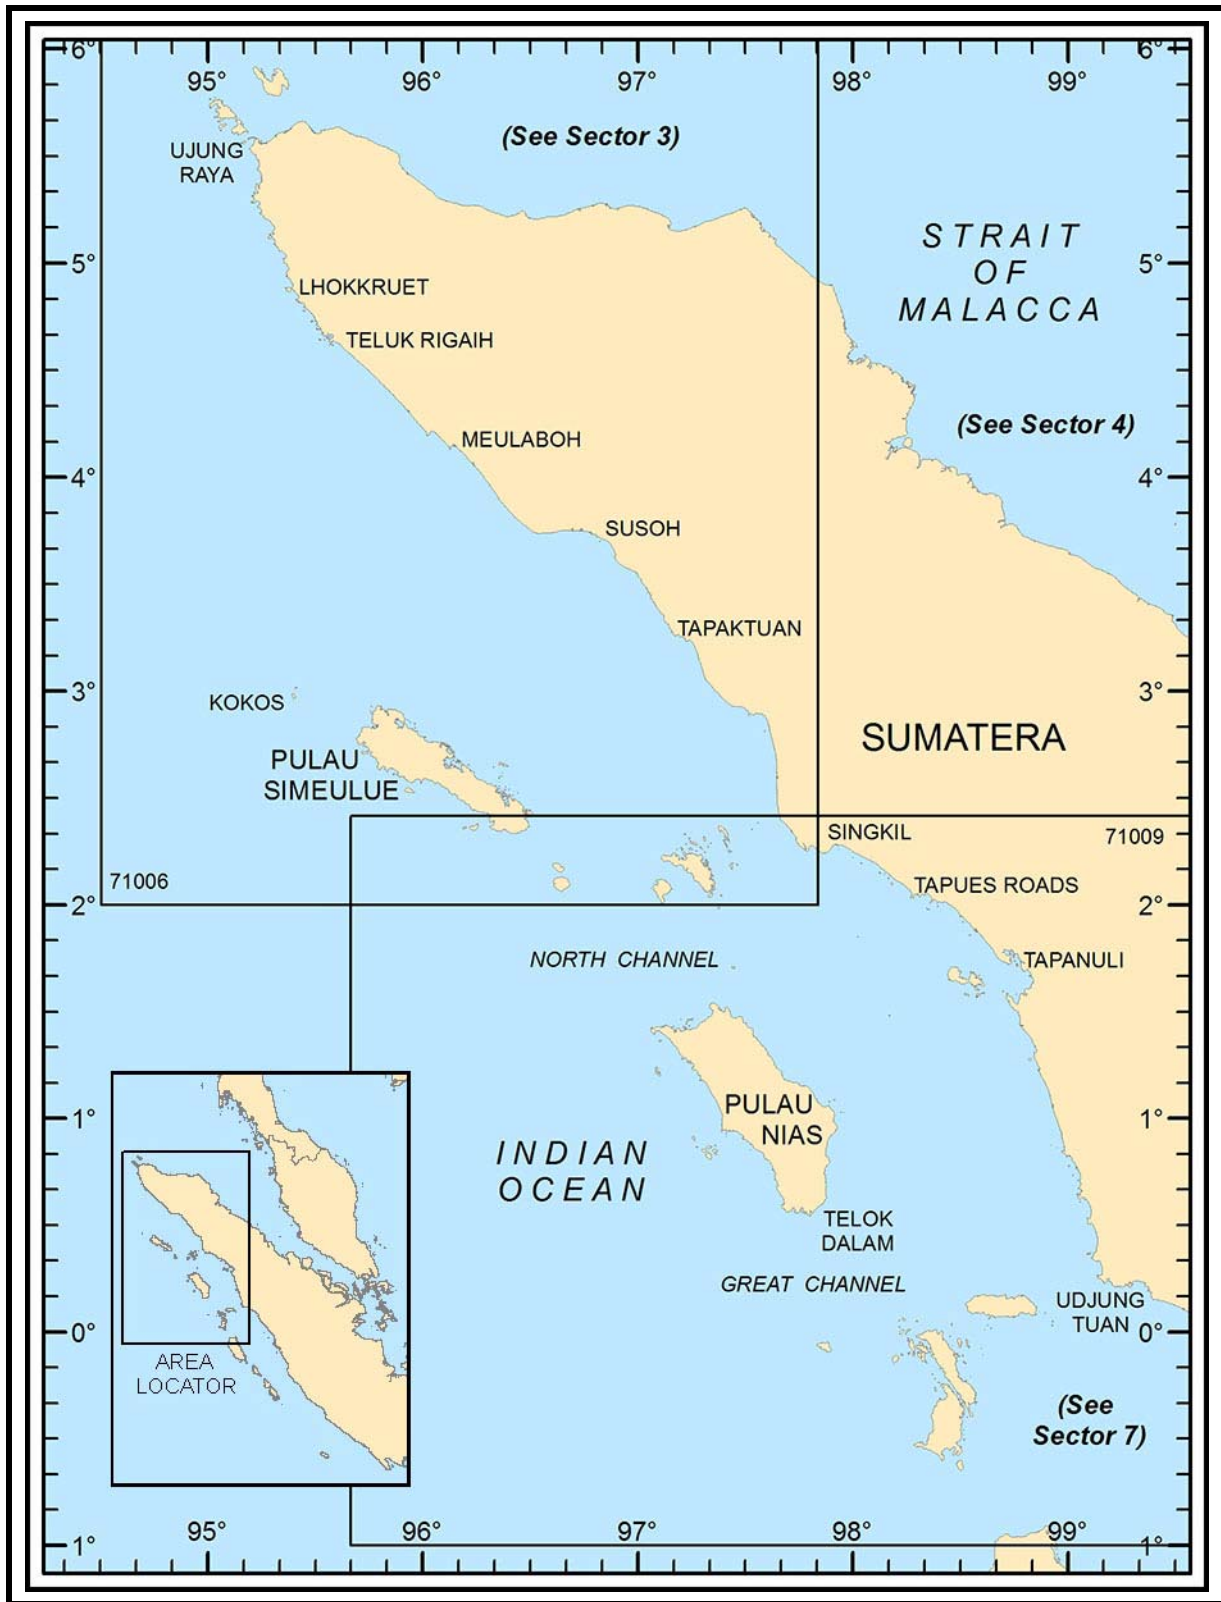 6°
95°
96°
97°
98°
99°
6°
(See Sector 3)
UJUNG
RAYA
STRAIT
OF
MALACCA
5°
5°
LHOKKRUET
TELUK RIGAIH
(See Sector 4)
MEULABOH
4°
4°
SUSOH
TAPAKTUAN
3°
3°
KOKOS
SUMATERA
PULAU
SIMEULUE
SINGKIL
71009
71006
TAPUES ROADS
2°
2°
NORTH CHANNEL
TAPANULI
1°
1°
PULAU
NIAS
INDIAN
OCEAN
TELOK
DALAM
GREAT CHANNEL
UDJUNG
TUAN
0°
0°
AREA
LOCATOR
(See
Sector 7)
95°
96°
97°
98°
99°
1°
1°